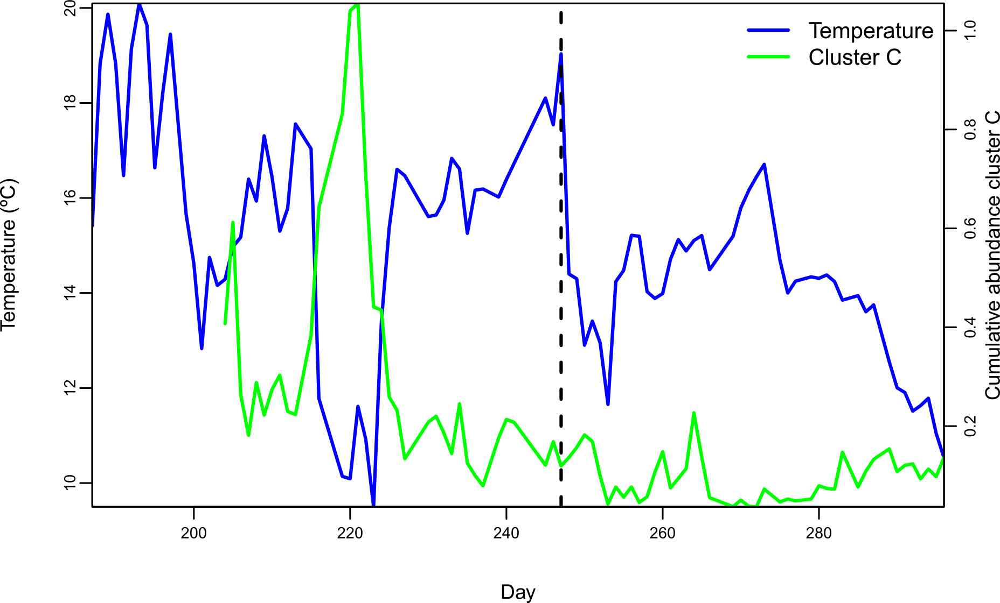 Temperature
Cluster C
Temperature (ºC)
20
18
16
14
12
10
1.0
0.8
0.6
0.4
0.2
Cumulative abundance cluster C
200 220 240 260 280
Day